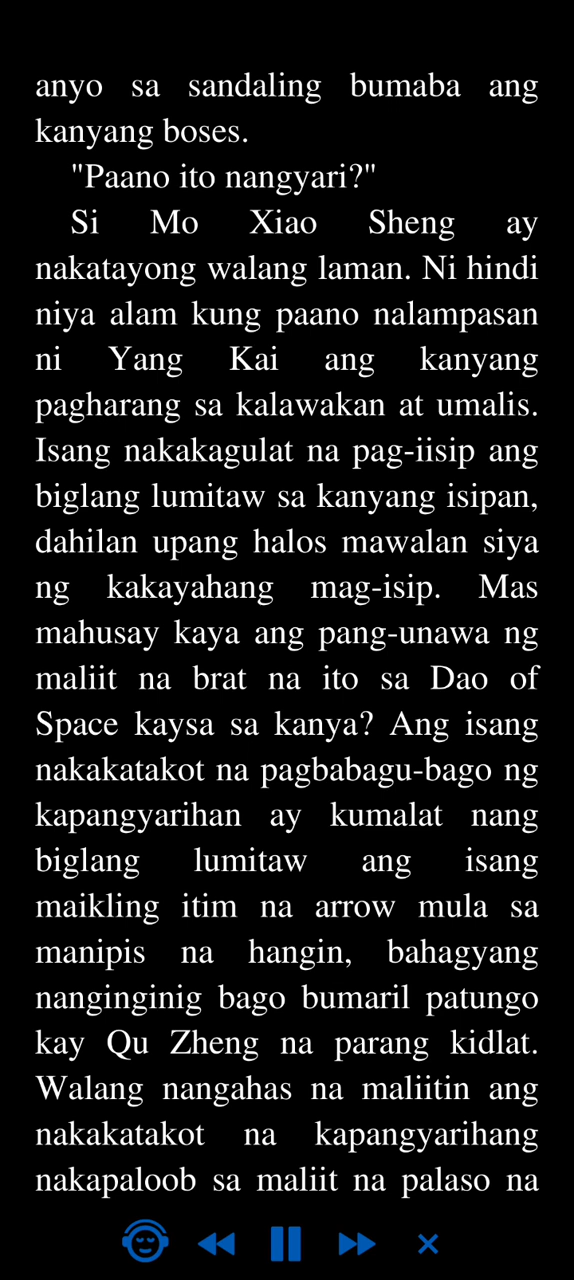 anyo sa sandaling bumaba ang
kanyang boses.
"Paano ito nangyari?"
Si Mo Xiao Sheng ay
nakatayong walang laman. Ni hindi
niya alam kung paano nalampasan
ni Yang Kai ang kanyang
pagharang sa kalawakan at umalis.
Isang nakakagulat na pag-iisip ang
biglang lumitaw sa kanyang isipan,
dahilan upang halos mawalan siya
ng kakayahang mag-isip. Mas
mahusay kaya ang pang-unawa ng
maliit na brat na ito sa Dao of
Space kaysa sa kanya? Ang isang
nakakatakot na pagbabagu-bago ng
kapangyarihan ay kumalat nang
biglang lumitaw ang isang
maikling itim na arrow mula sa
manipis na hangin, bahagyang
nanginginig bago bumaril patungo
kay Qu Zheng na parang kidlat.
Walang nangahas na maliitin ang
nakakatakot na kapangyarihang
nakapaloob sa maliit na palaso na